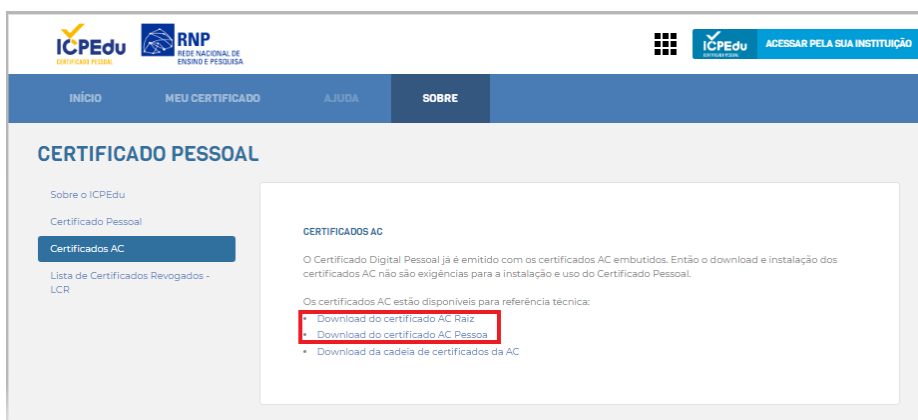 ICPEdu
CERTIFICADO PESSOAL
RNP
REDE NACIONAL DE
ENSINO E PESQUISA
ICPEdu
CERTIFICADO PESSOAL
ACESSAR PELA SUA INSTITUIÇÃO
INÍCIO
MEU CERTIFICADO
AJUDA
SOBRE
CERTIFICADO PESSOAL
Sobre o ICPEdu
Certificado Pessoal
Certificados AC
Lista de Certificados Revogados -
LCR
CERTIFICADOS AC
O Certificado Digital Pessoal já é emitido com os certificados AC embutidos. Então o download e instalação dos
certificados AC não são exigências para a instalação e uso do Certificado Pessoal.
Os certificados AC estão disponíveis para referência técnica:
• Download do certificado AC Raiz
• Download do certificado AC Pessoa
• Download da cadeia de certificados da AC